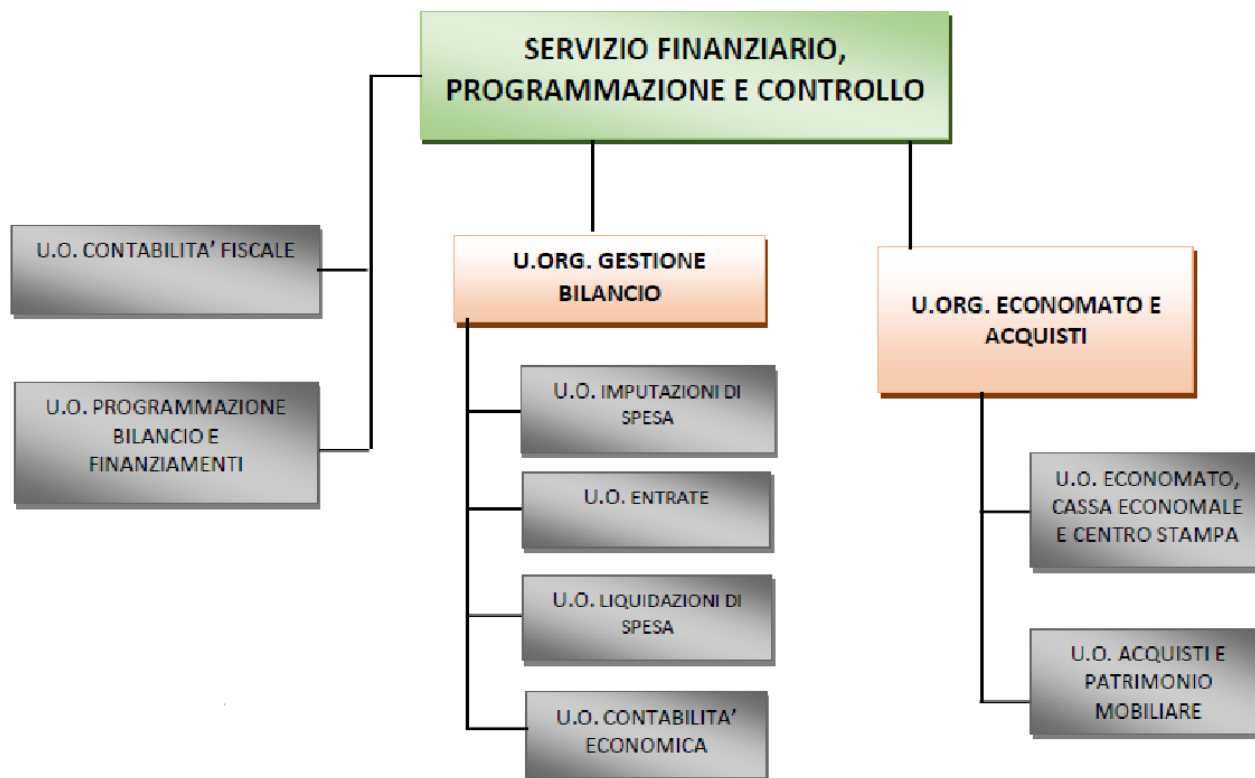 SERVIZIO FINANZIARIO,
PROGRAMMAZIONE E CONTROLLO
U.O. CONTABILITA’ FISCALE
U.O. PROGRAMMAZIONE
BILANCIO E
FINANZIAMENTI
U.ORG. GESTIONE
BILANCIO
U.O. IMPUTAZIONI DI
SPESA
U.O. ENTRATE
U.O. LIQUIDAZIONI DI
SPESA
U.O. CONTABILITA’
ECONOMICA
U.ORG. ECONOMATO E
ACQUISTI
U.O. ECONOMATO,
CASSA ECONOMALE
E CENTRO STAMPA
U.O. ACQUISTI E
PATRIMONIO
MOBILIARE